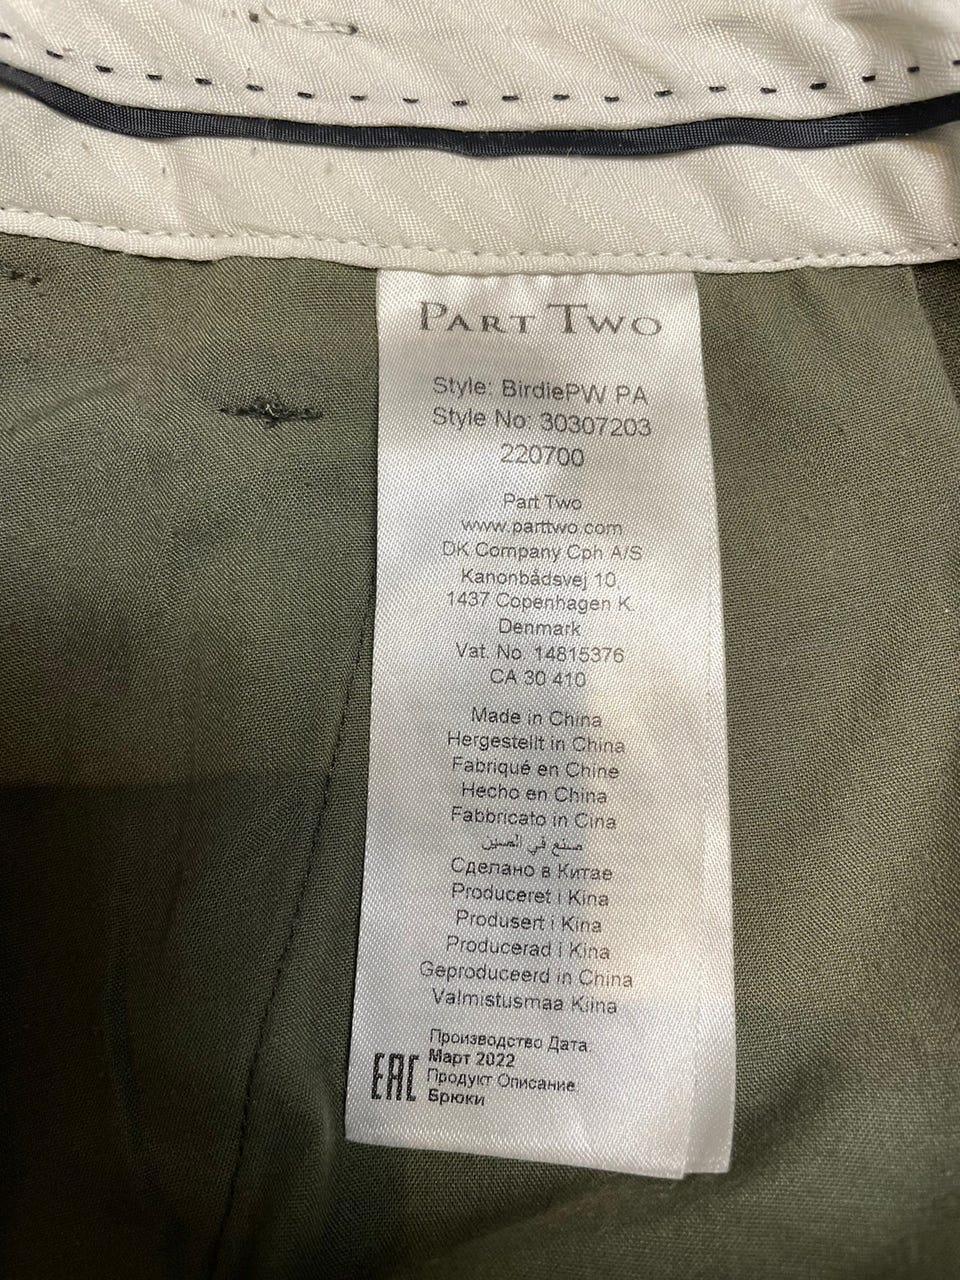 PART TWO
Style: BirdiePW PA
Style No: 30307203
220700
Part Two
www.parttwo.com
DK Company Cph A/S
Kanonbådsvej 10,
1437 Copenhagen K.
Denmark
Vat. No. 14815376
CA 30 410
Made in China
Hergestellt in China
Fabriqué en Chine
Hecho en China
Fabbricato in Cina
صنع في الصين
Сделано в Китае
Produceret i Kina
Produsert i Kina
Producerad i Kina
Geproduceerd in China
Valmistusmaa Kiina
Производство Дата:
Март 2022
Продукт Описание:
Брюки
EAC